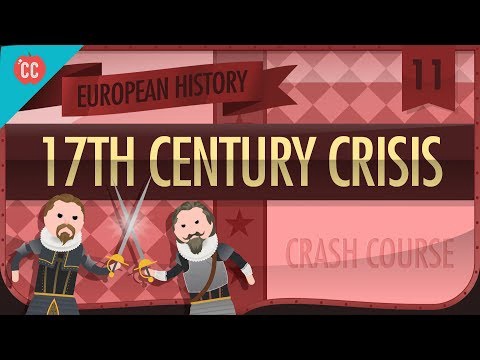 CC
EUROPEAN HISTORY
11
17TH CENTURY CRISIS
CRASH COURSE